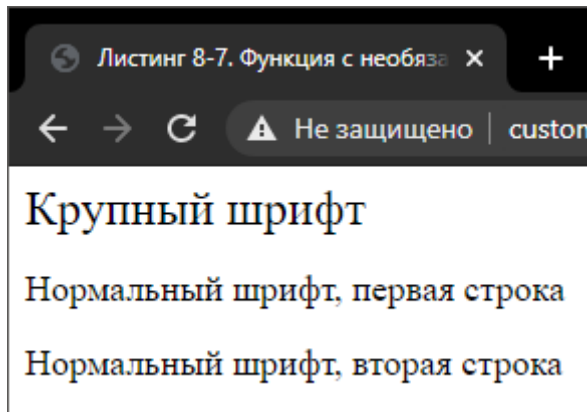 Листинг 8-7. Функция с необяза
Не защищено custom
Крупный шрифт
Нормальный шрифт, первая строка
Нормальный шрифт, вторая строка